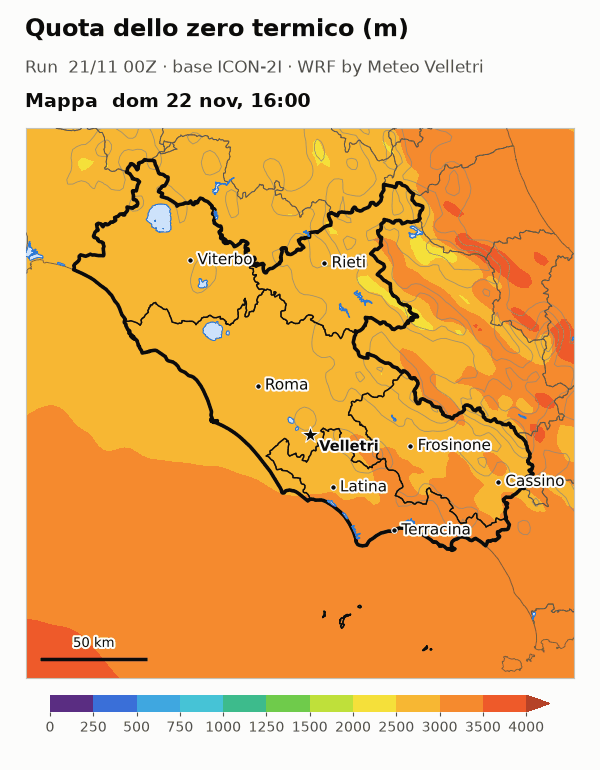 Quota dello zero termico (m)
Run 21/11 00Z · base ICON-2I · WRF by Meteo Velletri
Mappa dom 22 nov, 16:00
Viterbo
Rieti
Roma
Velletri
Frosinone
Latina
Cassino
Terracina
50 km
0 250 500 750 1000 1250 1500 2000 2500 3000 3500 4000